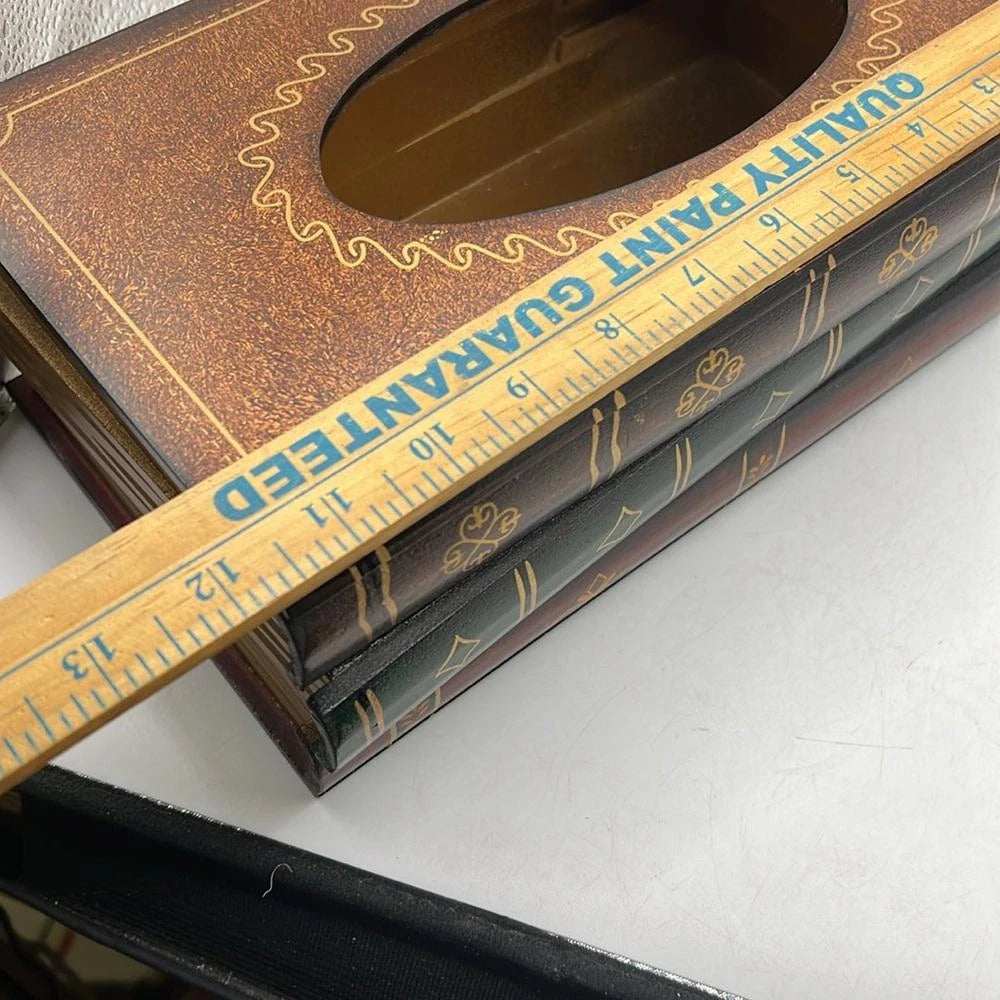 QUALITY PAINT GUARANTEED
3 4 5 6 7 8 9 10 11 12 13